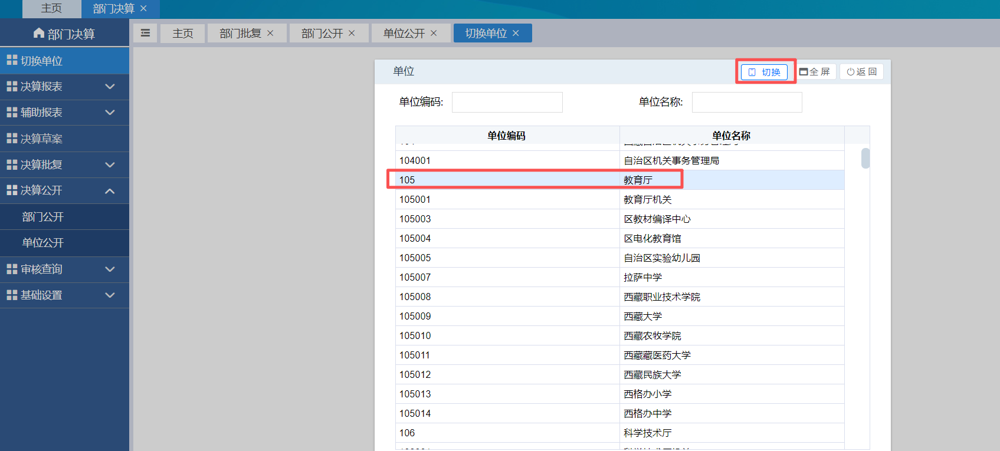 主页
部门决算 ×
部门决算
主页
部门批复 ×
部门公开 ×
单位公开 ×
切换单位 ×
切换单位
决算报表
辅助报表
决算草案
决算批复
决算公开
部门公开
单位公开
审核查询
基础设置
单位
切换
全 屏
返 回
单位编码:
单位名称:
单位编码 单位名称
104001 自治区机关事务管理局
105 教育厅
105001 教育厅机关
105003 区教材编译中心
105004 区电化教育馆
105005 自治区实验幼儿园
105007 拉萨中学
105008 西藏职业技术学院
105009 西藏大学
105010 西藏农牧学院
105011 西藏藏医药大学
105012 西藏民族大学
105013 西格办小学
105014 西格办中学
106 科学技术厅